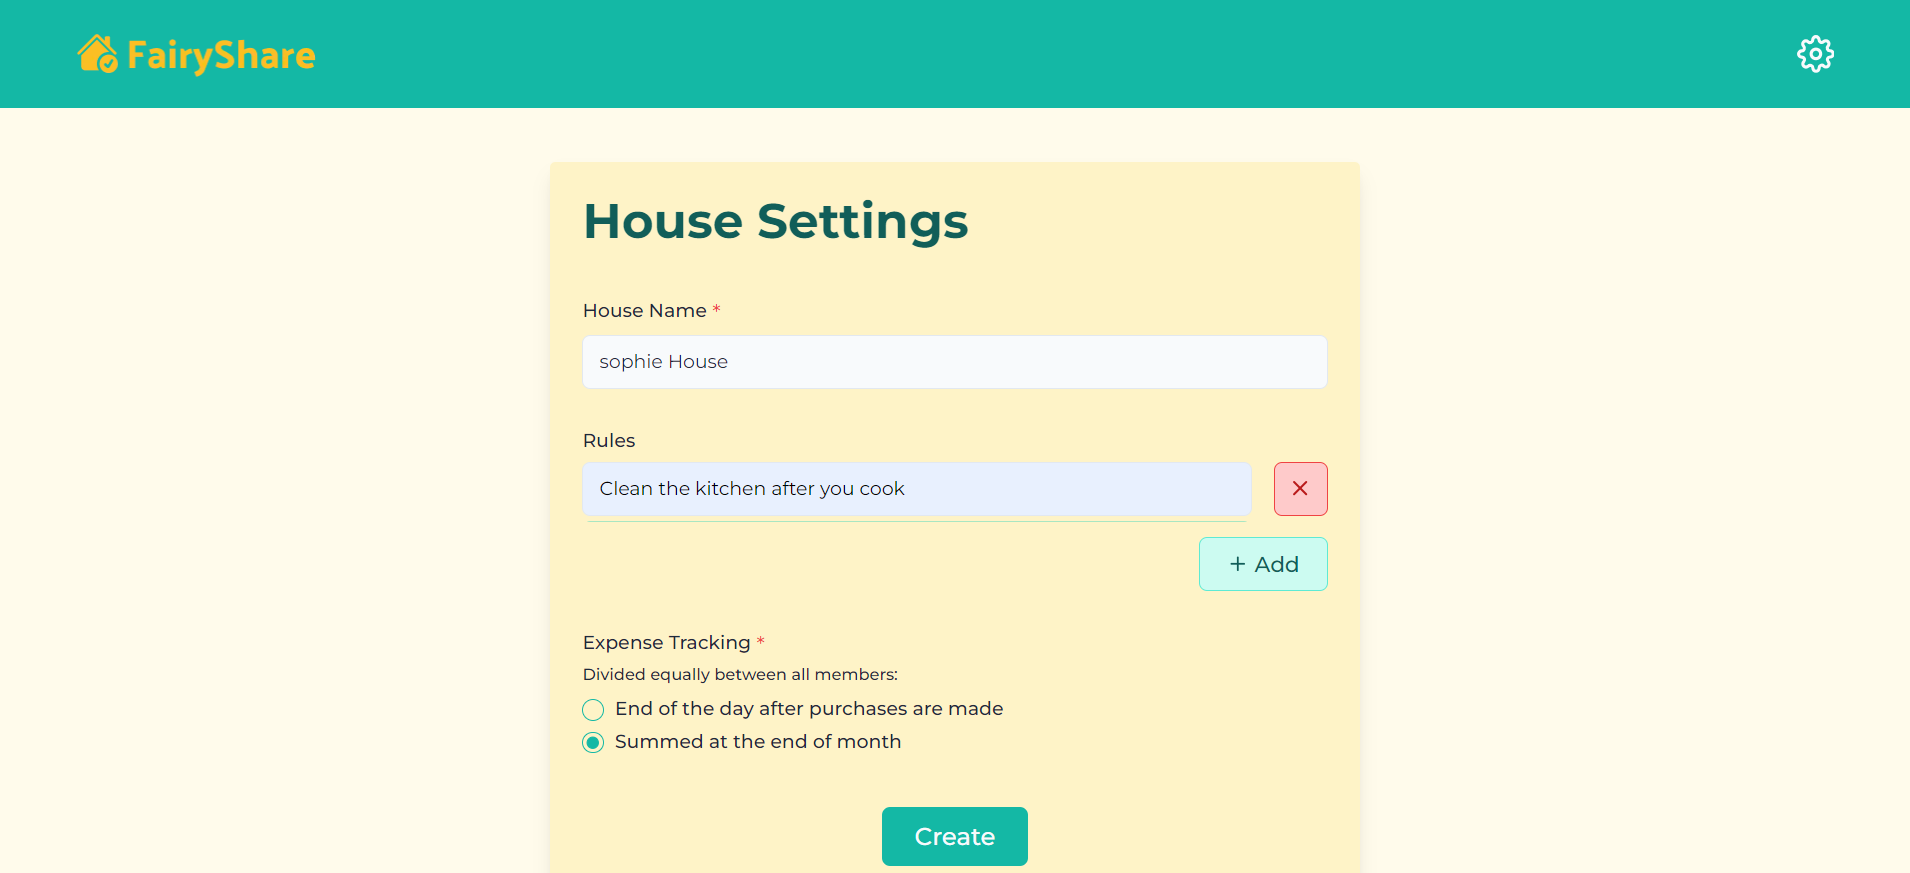 FairyShare
House Settings
House Name *
sophie House
Rules
Clean the kitchen after you cook
+ Add
Expense Tracking *
Divided equally between all members:
End of the day after purchases are made
Summed at the end of month
Create